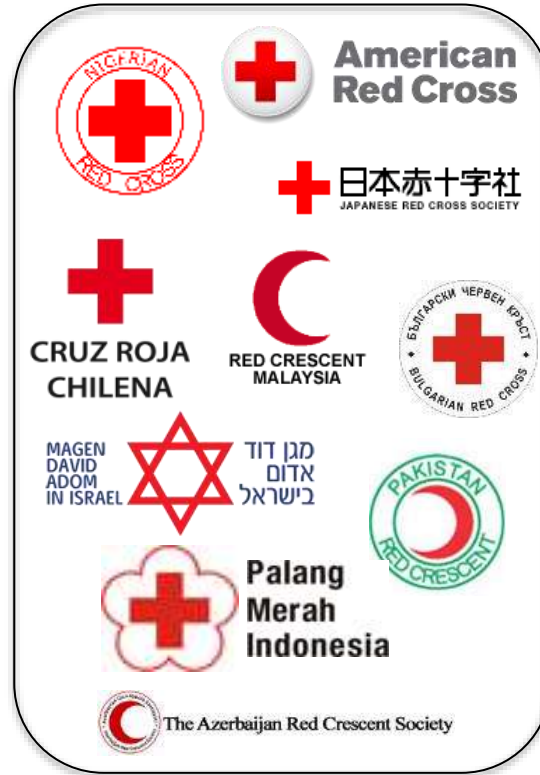 NIGERIAN
RED CROSS
American
Red Cross
日本赤十字社
JAPANESE RED CROSS SOCIETY
CRUZ ROJA
CHILENA
RED CRESCENT
MALAYSIA
БЪЛГАРСКИ ЧЕРВЕН КРЪСТ
BULGARIAN RED CROSS
MAGEN
DAVID
ADOM
IN ISRAEL
מגן דוד
אדום
בישראל
PAKISTAN
RED CRESCENT
Palang
Merah
Indonesia
The Azerbaijan Red Crescent Society